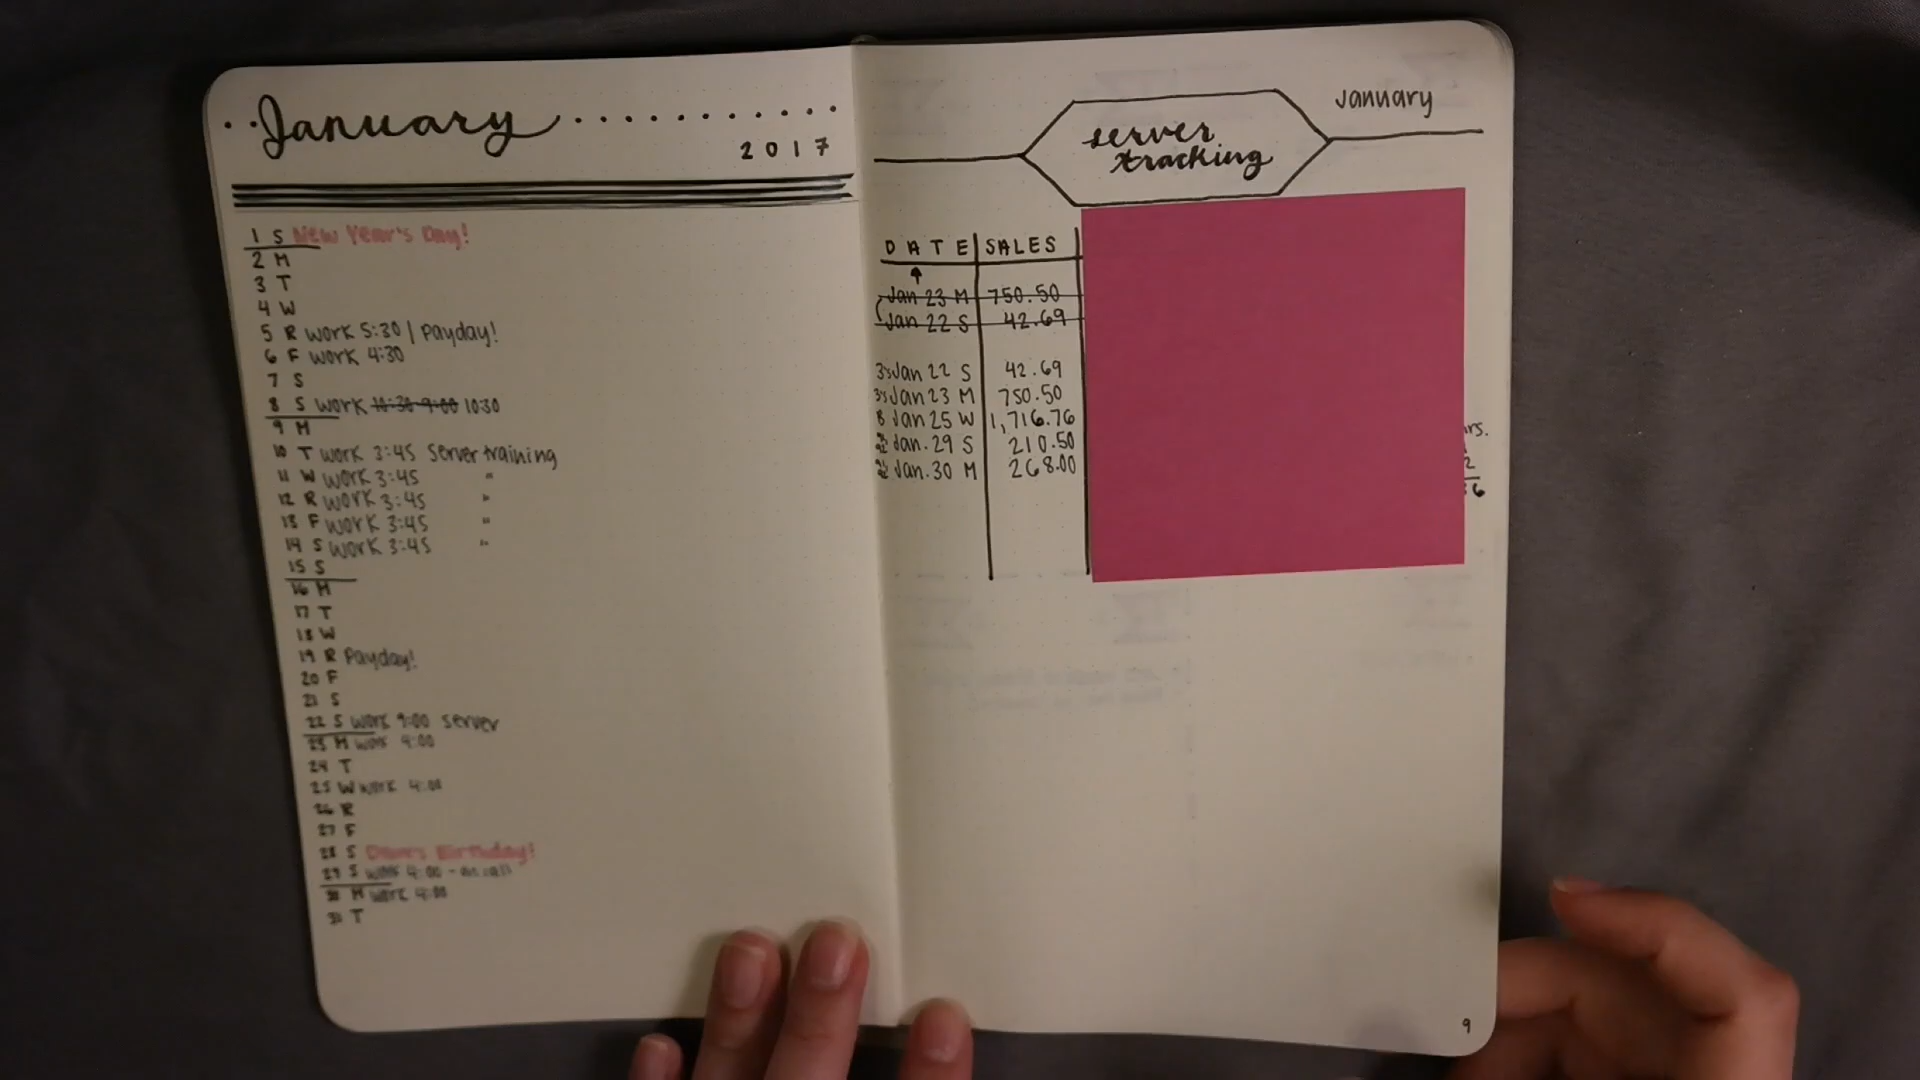 January
2017
1 S New Year's Day!
2 M
3 T
4 W
5 R work 5:30 | Payday!
6 F work 4:30
7 S
8 S work 10:30-9:00 10:30
9 M
10 T work 3:45 server training
11 W work 3:45 "
12 R work 3:45 "
13 F work 3:45 "
14 S work 3:45 "
15 S
16 M
17 T
18 W
19 R Payday!
20 F
21 S
22 S work 9:00 server
23 M work 4:00
24 T
25 W work 4:00
26 R
27 F
28 S Birthday!
29 S work 4:00 - on call
30 M work 4:00
31 T
January
server
tracking
DATE SALES
Jan 23 M 750.50
Jan 22 S 42.69
Jan 22 S 42.69
Jan 23 M 750.50
Jan 25 W 1,716.76
Jan. 29 S 210.50
Jan. 30 M 268.00
9